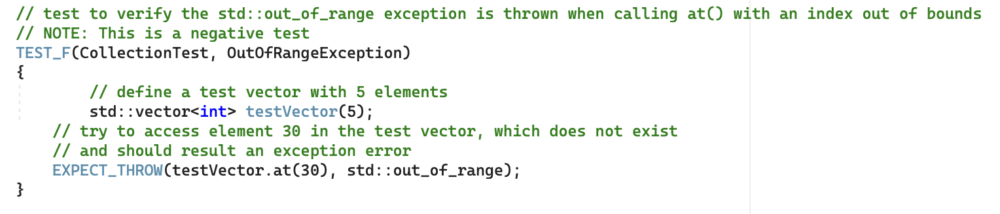 // test to verify the std::out_of_range exception is thrown when calling at() with an index out of bounds
// NOTE: This is a negative test
TEST_F(CollectionTest, OutOfRangeException)
{
        // define a test vector with 5 elements
        std::vector<int> testVector(5);
    // try to access element 30 in the test vector, which does not exist
    // and should result an exception error
    EXPECT_THROW(testVector.at(30), std::out_of_range);
}